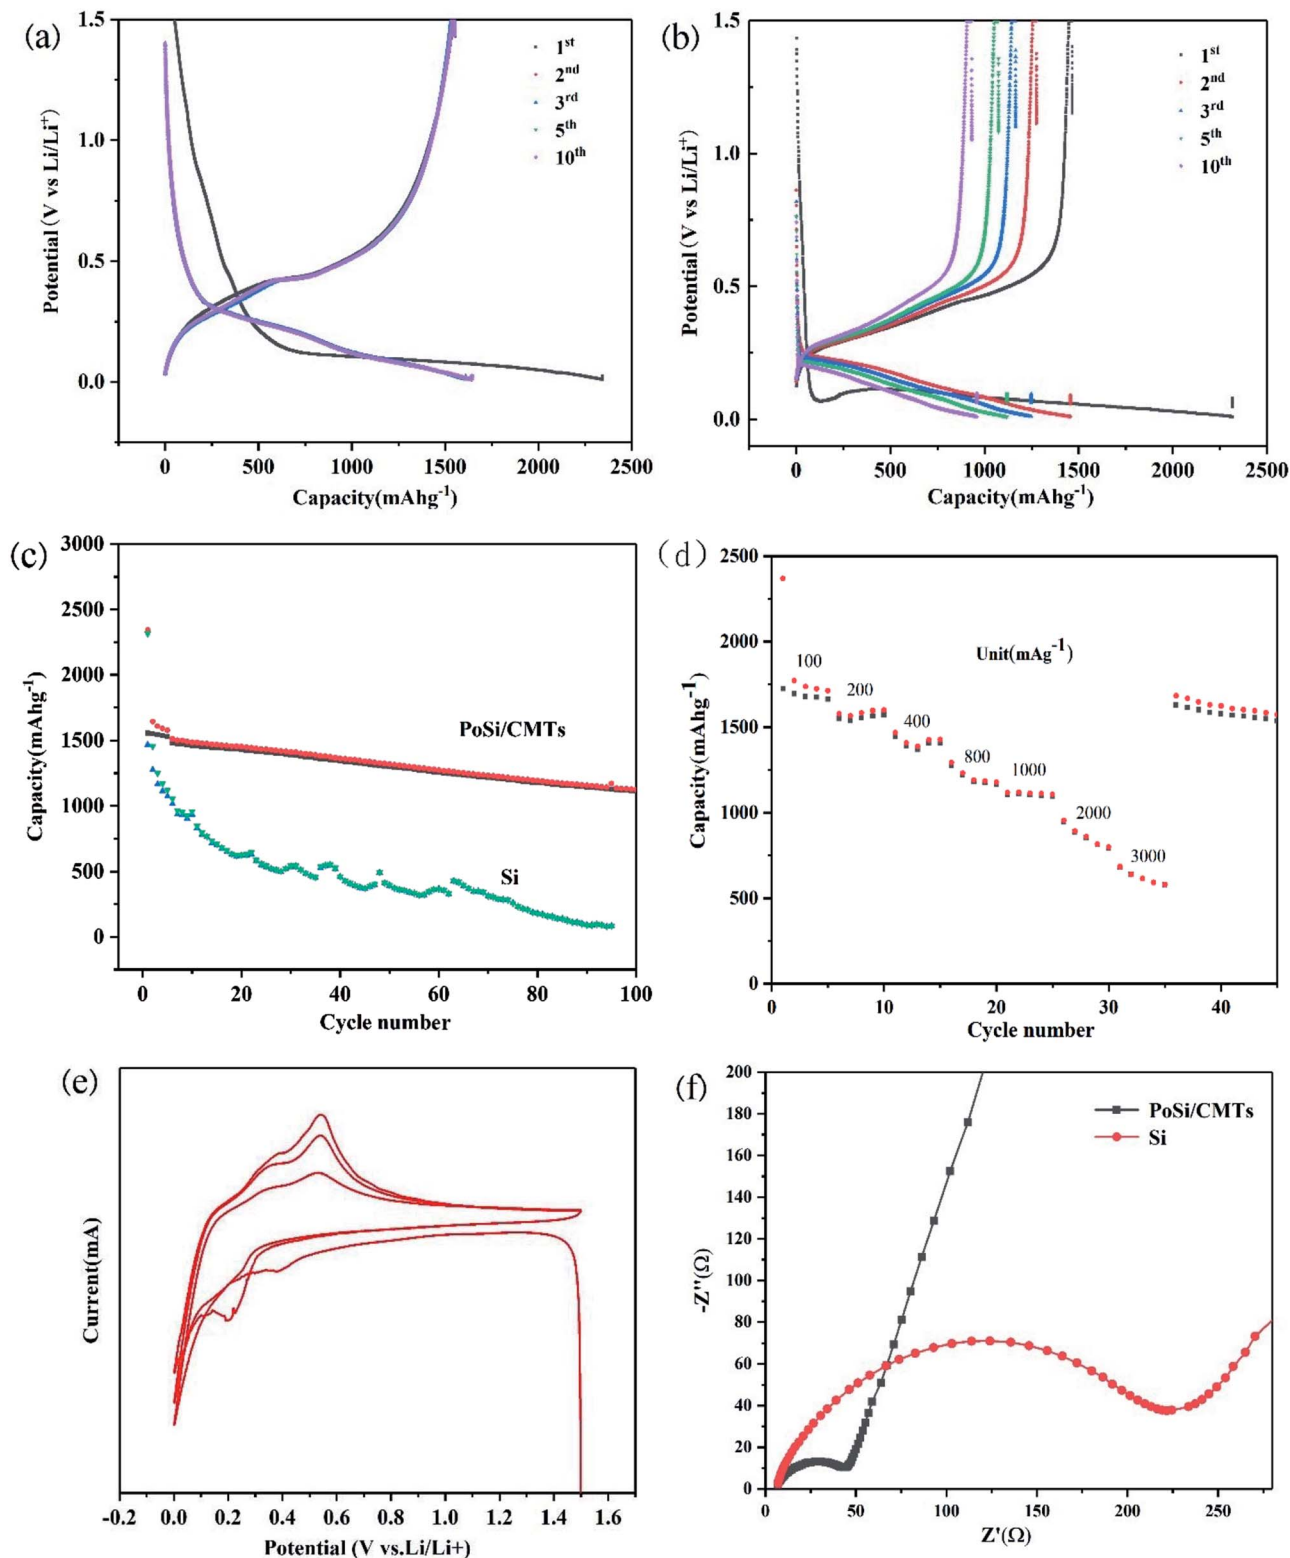 (a)
1.5
1.0
0.5
0.0
Potential(V vs Li/Li⁺)
1ˢᵗ
2ⁿᵈ
3ʳᵈ
5ᵗʰ
10ᵗʰ
0 500 1000 1500 2000 2500
Capacity(mAhg⁻¹)
(b)
1.5
1.0
0.5
0.0
Potential(V vs Li/Li⁺)
1ˢᵗ
2ⁿᵈ
3ʳᵈ
5ᵗʰ
10ᵗʰ
0 500 1000 1500 2000 2500
Capacity(mAhg⁻¹)
(c)
3000
2500
2000
1500
1000
500
0
Capacity(mAhg⁻¹)
PoSi/CMTs
Si
0 20 40 60 80 100
Cycle number
(d)
2500
2000
1500
1000
500
0
Capacity(mAhg⁻¹)
Unit(mAg⁻¹)
100
200
400
800
1000
2000
3000
0 10 20 30 40
Cycle number
(e)
Current(mA)
-0.2 0.0 0.2 0.4 0.6 0.8 1.0 1.2 1.4 1.6
Potential (V vs.Li/Li+)
(f)
200
180
160
140
120
100
80
60
40
20
0
-Z''(Ω)
PoSi/CMTs
Si
0 25 50 75 100 125 150 175 200 225 250 275
Z'(Ω)